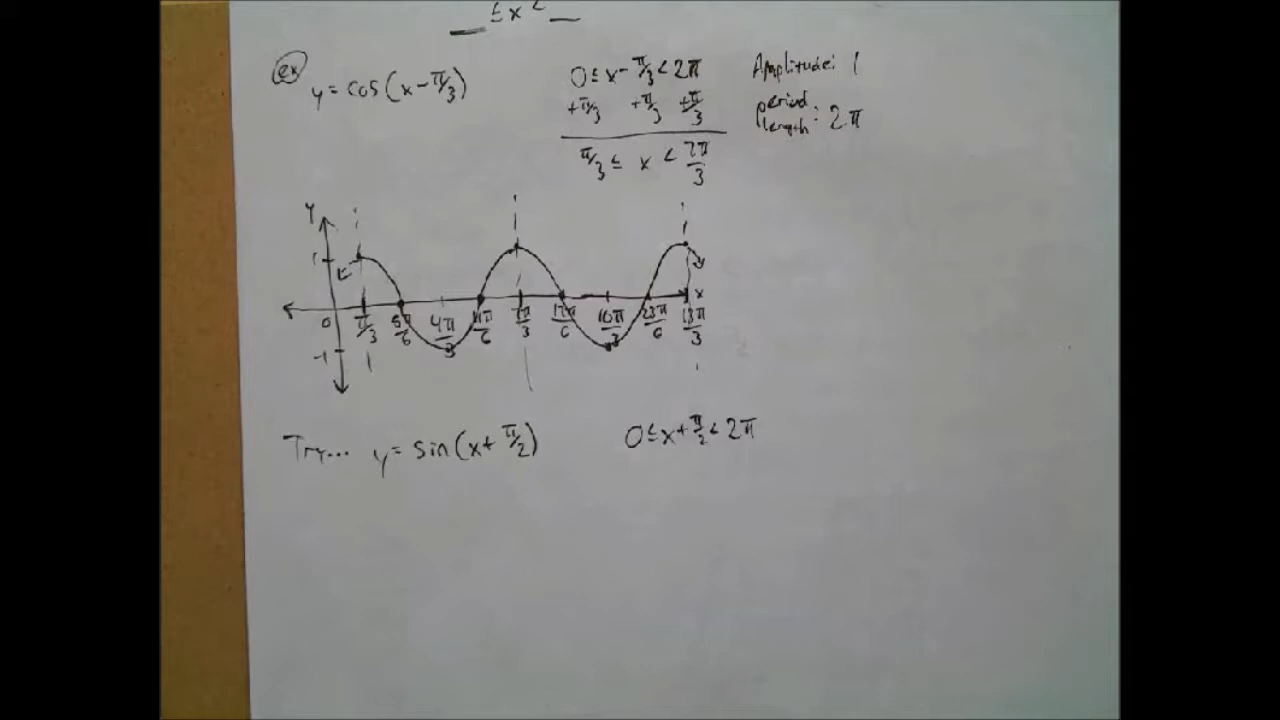 __ ≤ x < __
ex y = cos(x - π/3)
0 ≤ x - π/3 < 2π
+π/3 +π/3 +π/3
π/3 ≤ x < 7π/3
Amplitude: 1
period length: 2π
y
1
0 π/3 5π/6 4π/3 11π/6 7π/3 17π/6 10π/3 23π/6 13π/3 x
-1
Try... y = sin(x + π/2) 0 ≤ x + π/2 < 2π